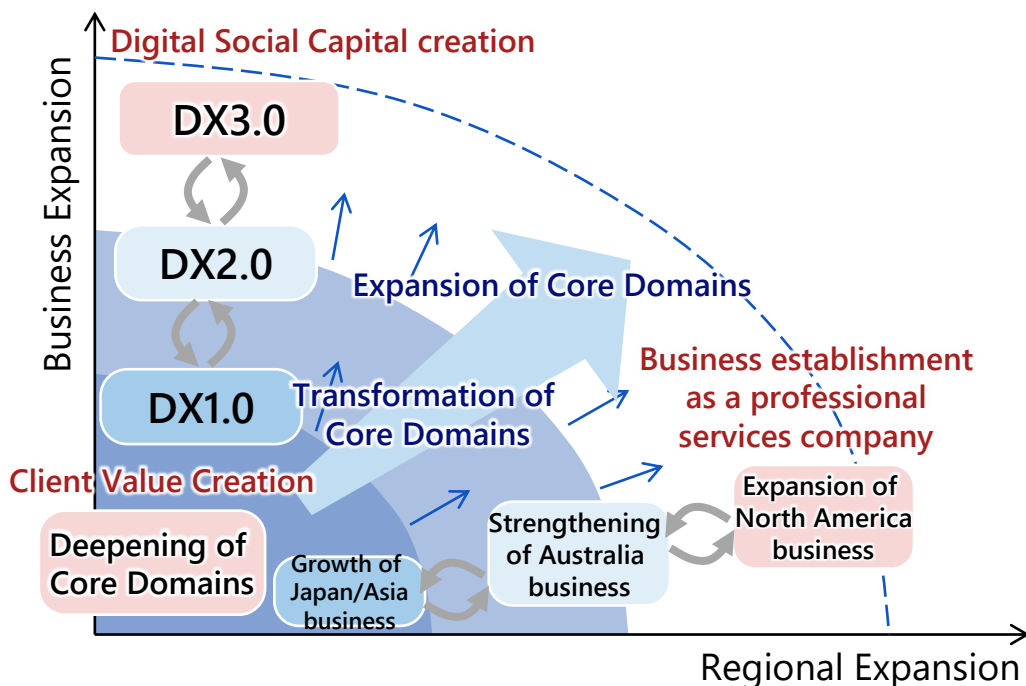 Digital Social Capital creation
Business Expansion
DX3.0
DX2.0
Expansion of Core Domains
DX1.0
Transformation of
Core Domains
Business establishment
as a professional
services company
Client Value Creation
Deepening of
Core Domains
Growth of
Japan/Asia
business
Strengthening
of Australia
business
Expansion of
North America
business
Regional Expansion